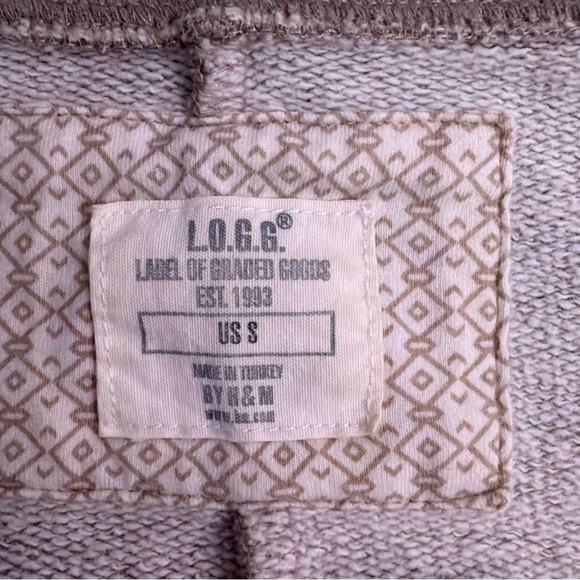 L.O.G.G.®
LABEL OF GRADED GOODS
EST. 1993
US S
MADE IN TURKEY
BY H & M
www.hm.com